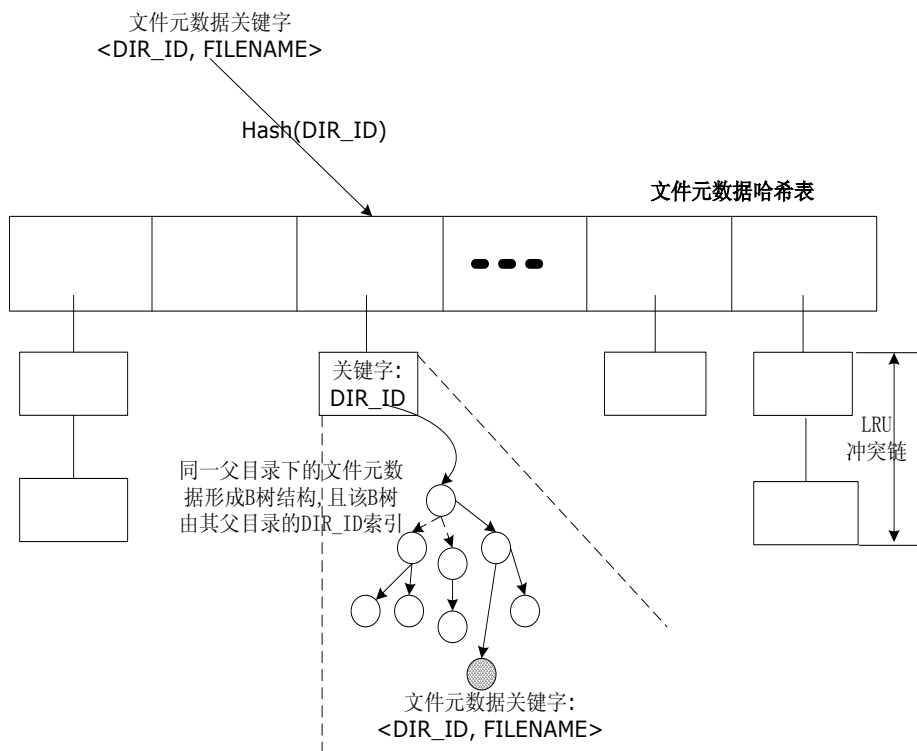 文件元数据关键字
<DIR_ID, FILENAME>
Hash(DIR_ID)
文件元数据哈希表
关键字:
DIR_ID
LRU
冲突链
同一父目录下的文件元数
据形成B树结构,且该B树
由其父目录的DIR_ID索引
文件元数据关键字:
<DIR_ID, FILENAME>